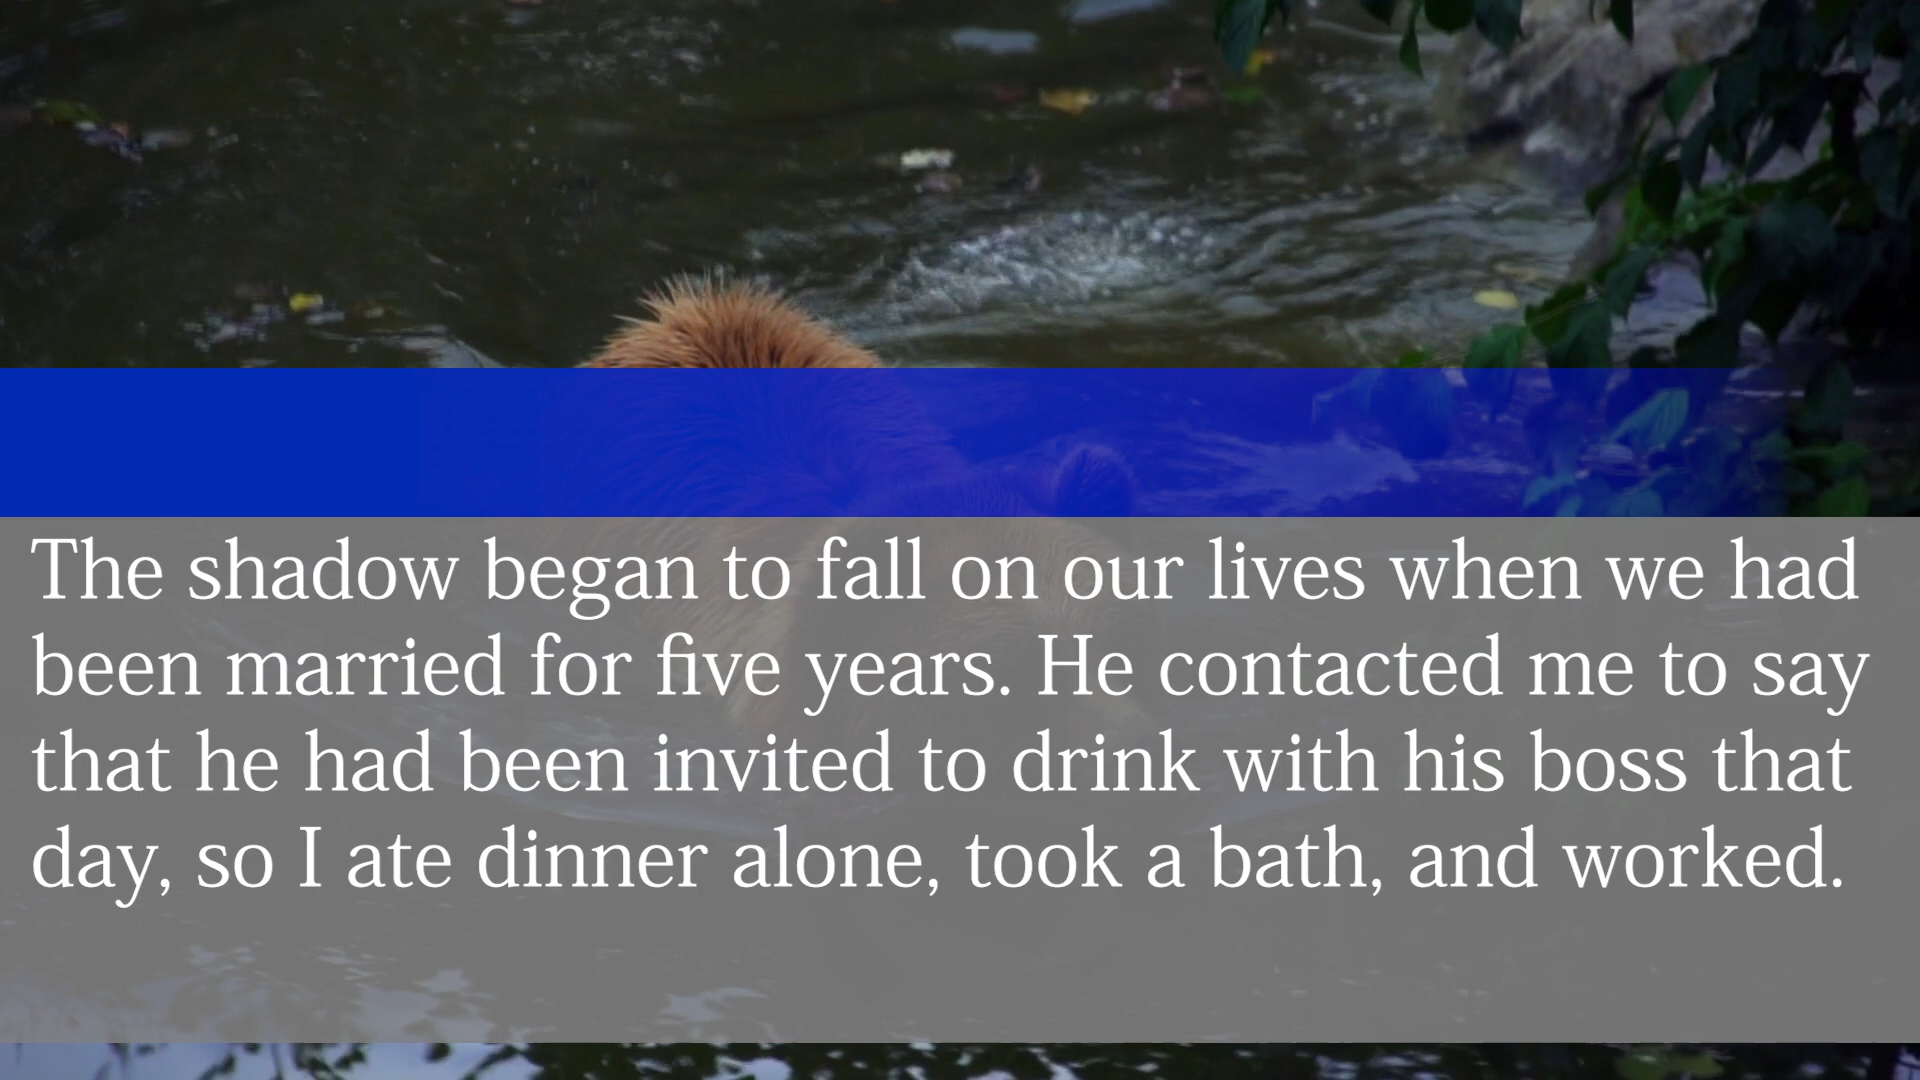 The shadow began to fall on our lives when we had
been married for five years. He contacted me to say
that he had been invited to drink with his boss that
day, so I ate dinner alone, took a bath, and worked.